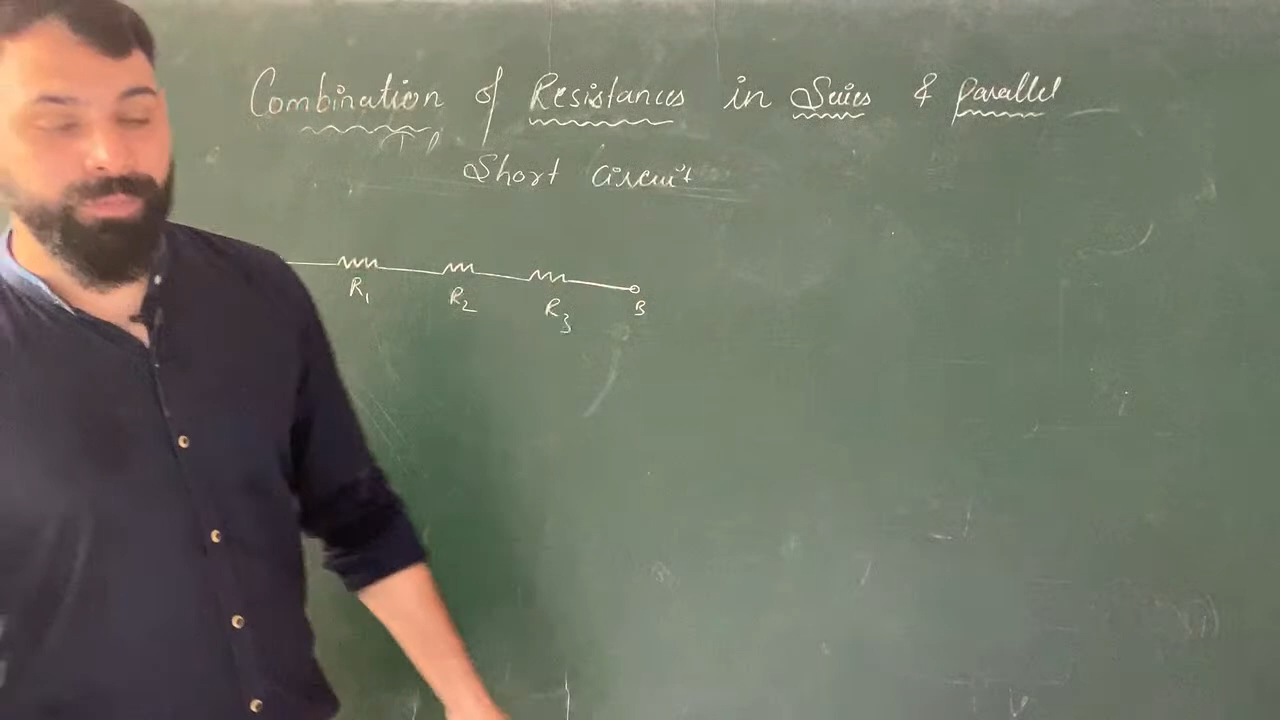 Combination of Resistances in Series & parallel
Short circuit
R1 R2 R3 B